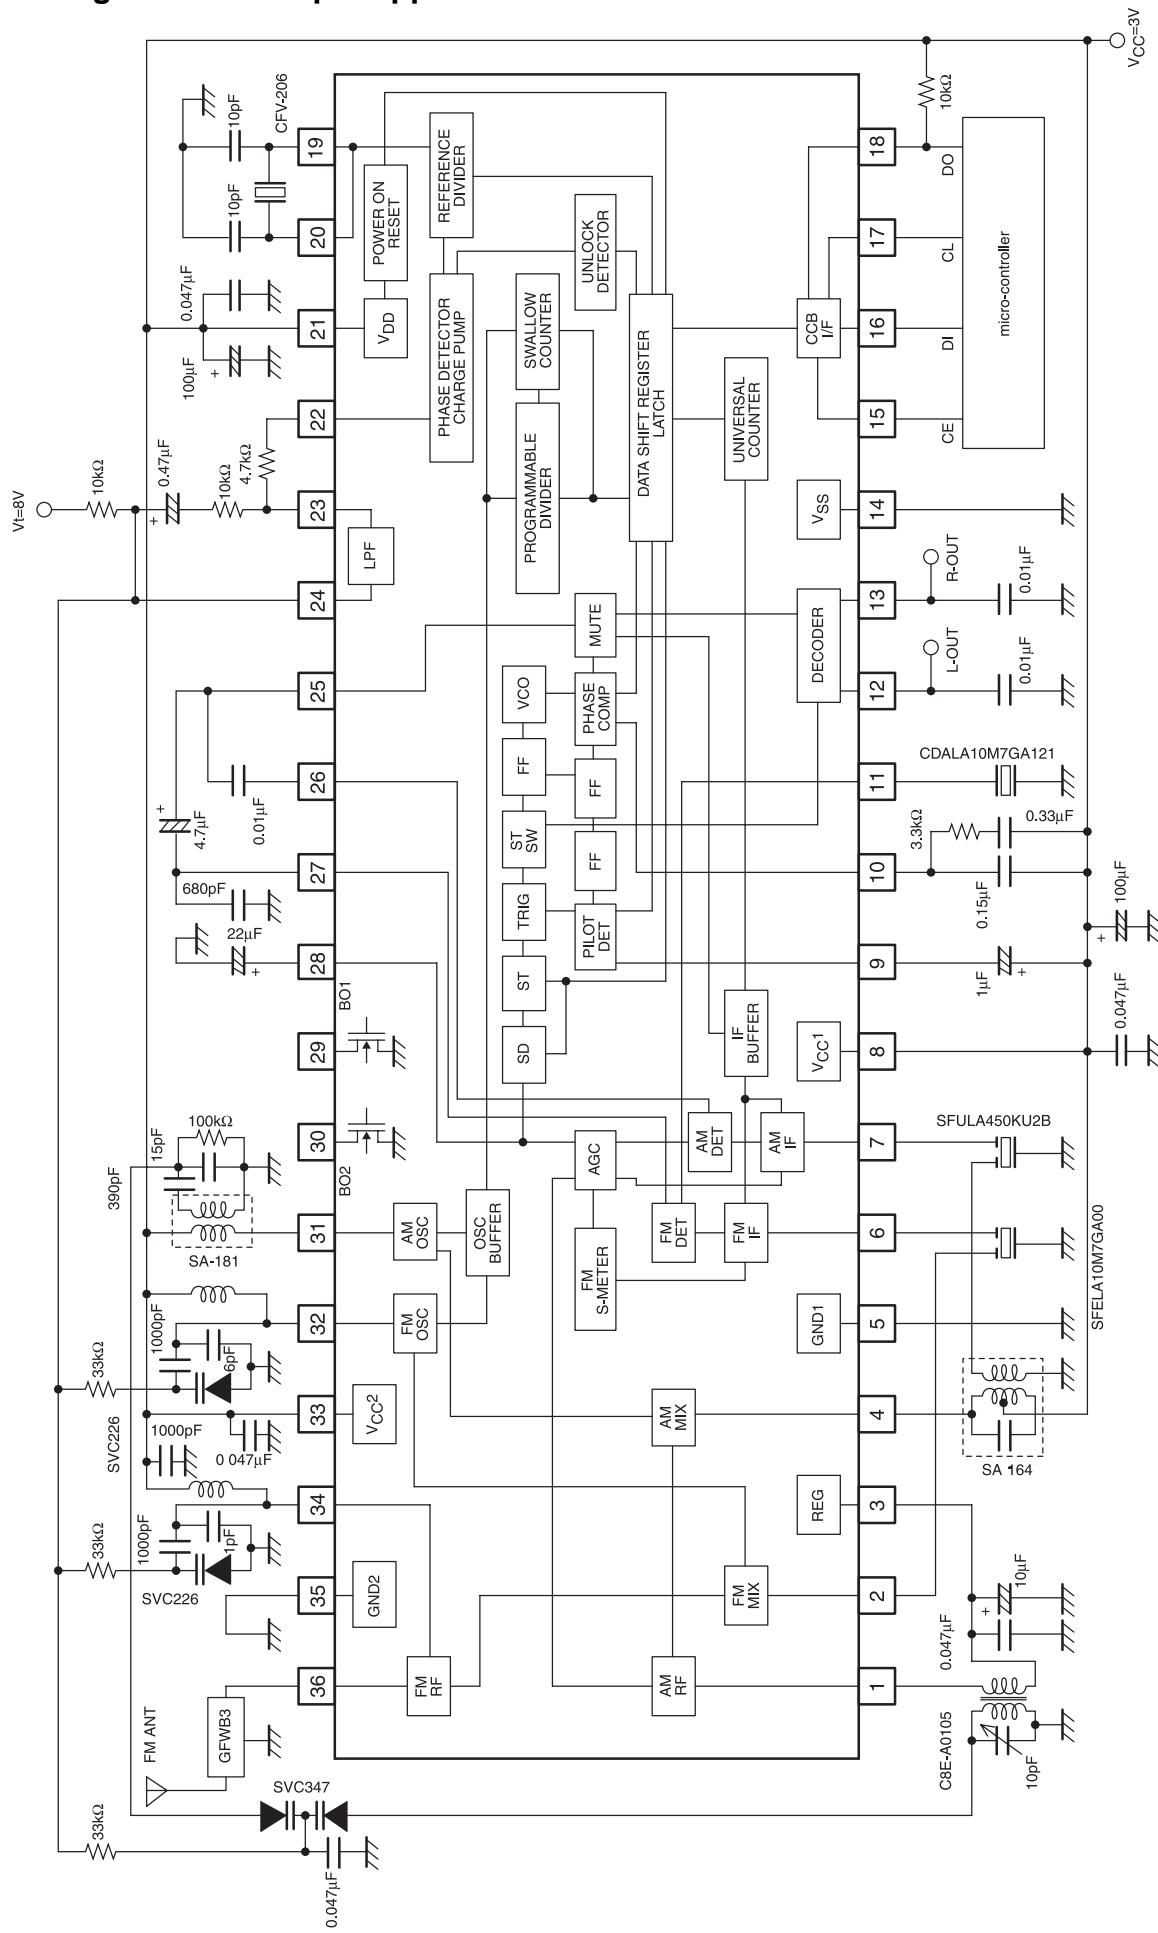 Vt=8V
VCC=3V
10kΩ
0.47μF
+
10kΩ
4.7kΩ
100μF
+
0.047μF
10pF
10pF
CFV-206
33kΩ
33kΩ
33kΩ
SVC226
SVC226
SVC347
0.047μF
FM ANT
GFWB3
1000pF
1pF
1000pF
0 047μF
1000pF
6pF
390pF
15pF
100kΩ
SA-181
22μF
+
680pF
4.7μF
+
0.01μF
36
35
34
33
32
31
30
29
28
27
26
25
24
23
22
21
20
19
BO2
BO1
GND2
VCC2
FM
RF
FM
OSC
AM
OSC
OSC
BUFFER
LPF
VDD
POWER ON
RESET
REFERENCE
DIVIDER
PHASE DETECTOR
CHARGE PUMP
PROGRAMMABLE
DIVIDER
SWALLOW
COUNTER
UNLOCK
DETECTOR
DATA SHIFT REGISTER
LATCH
UNIVERSAL
COUNTER
CCB
I/F
SD
ST
TRIG
ST
SW
FF
VCO
PILOT
DET
FF
FF
PHASE
COMP
MUTE
FM
S-METER
AGC
FM
DET
AM
DET
FM
IF
AM
IF
IF
BUFFER
AM
RF
AM
MIX
FM
MIX
REG
GND1
VCC1
DECODER
VSS
1
2
3
4
5
6
7
8
9
10
11
12
13
14
15
16
17
18
C8E-A0105
10pF
0.047μF
10μF
+
SA 164
SFELA10M7GA00
SFULA450KU2B
0.047μF
1μF
+
100μF
+
0.15μF
3.3kΩ
0.33μF
CDALA10M7GA121
L-OUT
0.01μF
R-OUT
0.01μF
CE
DI
CL
DO
micro-controller
10kΩ